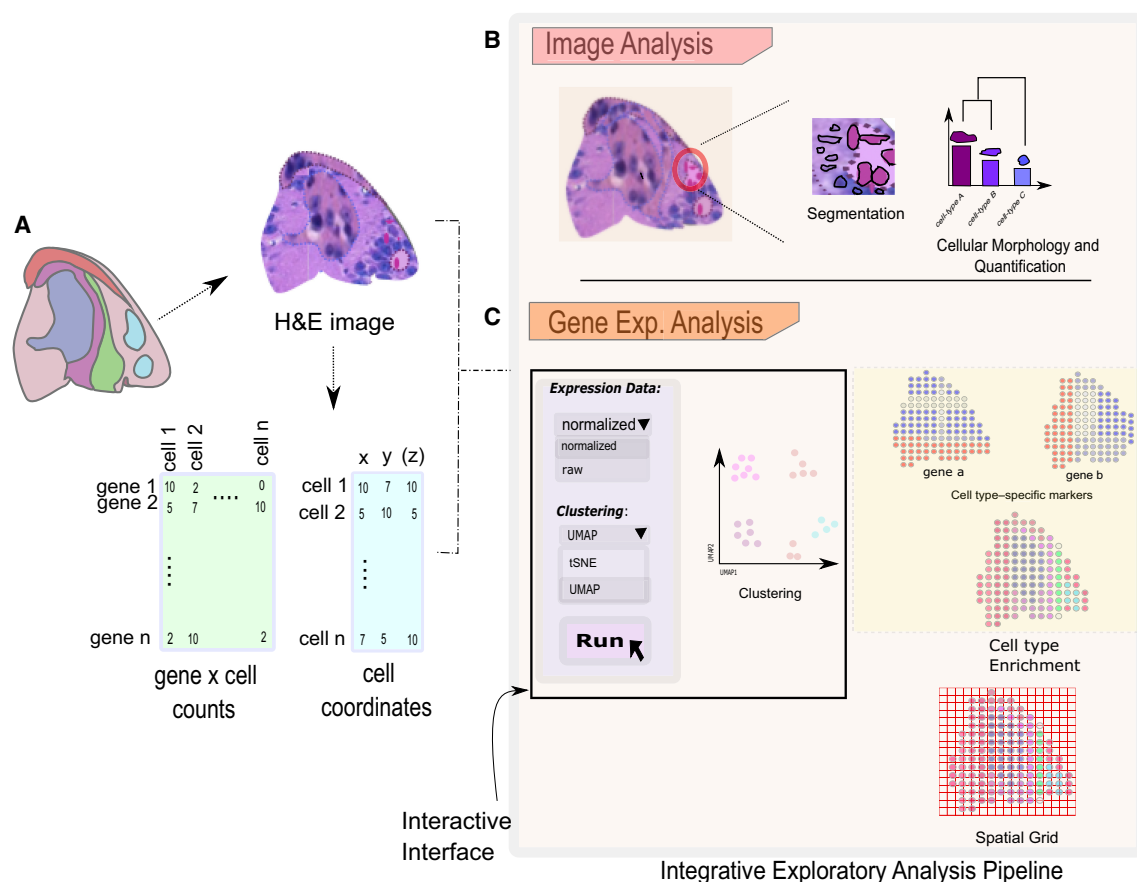 A
H&E image
cell 1
cell 2
cell n
gene 1 10 2 .... 0
gene 2 5 7 10
gene n 2 10 2
gene x cell
counts
x y (z)
cell 1 10 7 10
cell 2 5 10 5
cell n 7 5 10
cell
coordinates
B
Image Analysis
Segmentation
cell-type A
cell-type B
cell-type C
Cellular Morphology and
Quantification
C
Gene Exp. Analysis
Expression Data:
normalized
normalized
raw
Clustering:
UMAP
tSNE
UMAP
Run
UMAP2
UMAP1
Clustering
gene a
gene b
Cell type–specific markers
Cell type
Enrichment
Spatial Grid
Interactive
Interface
Integrative Exploratory Analysis Pipeline